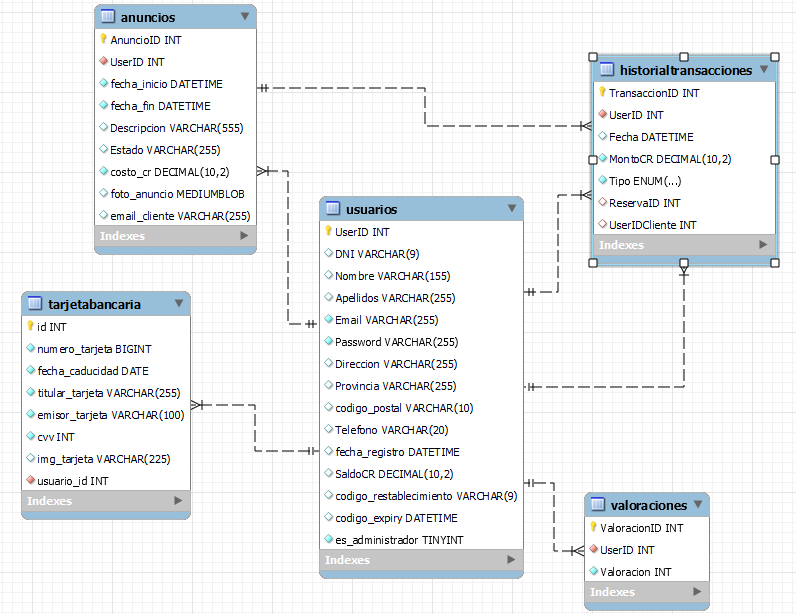 anuncios
AnuncioID INT
UserID INT
fecha_inicio DATETIME
fecha_fin DATETIME
Descripcion VARCHAR(555)
Estado VARCHAR(255)
costo_cr DECIMAL(10,2)
foto_anuncio MEDIUMBLOB
email_cliente VARCHAR(255)
Indexes
historialtransacciones
TransaccionID INT
UserID INT
Fecha DATETIME
MontoCR DECIMAL(10,2)
Tipo ENUM(...)
ReservaID INT
UserIDCliente INT
Indexes
usuarios
UserID INT
DNI VARCHAR(9)
Nombre VARCHAR(155)
Apellidos VARCHAR(255)
Email VARCHAR(255)
Password VARCHAR(255)
Direccion VARCHAR(255)
Provincia VARCHAR(255)
codigo_postal VARCHAR(10)
Telefono VARCHAR(20)
fecha_registro DATETIME
SaldoCR DECIMAL(10,2)
codigo_restablecimiento VARCHAR(9)
codigo_expiry DATETIME
es_administrador TINYINT
Indexes
tarjetabancaria
id INT
numero_tarjeta BIGINT
fecha_caducidad DATE
titular_tarjeta VARCHAR(255)
emisor_tarjeta VARCHAR(100)
cvv INT
img_tarjeta VARCHAR(225)
usuario_id INT
Indexes
valoraciones
ValoracionID INT
UserID INT
Valoracion INT
Indexes